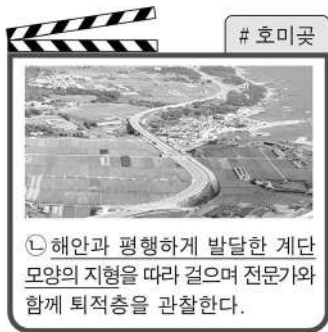 # 호미곶
㉡ 해안과 평행하게 발달한 계단
모양의 지형을 따라 걸으며 전문가와
함께 퇴적층을 관찰한다.